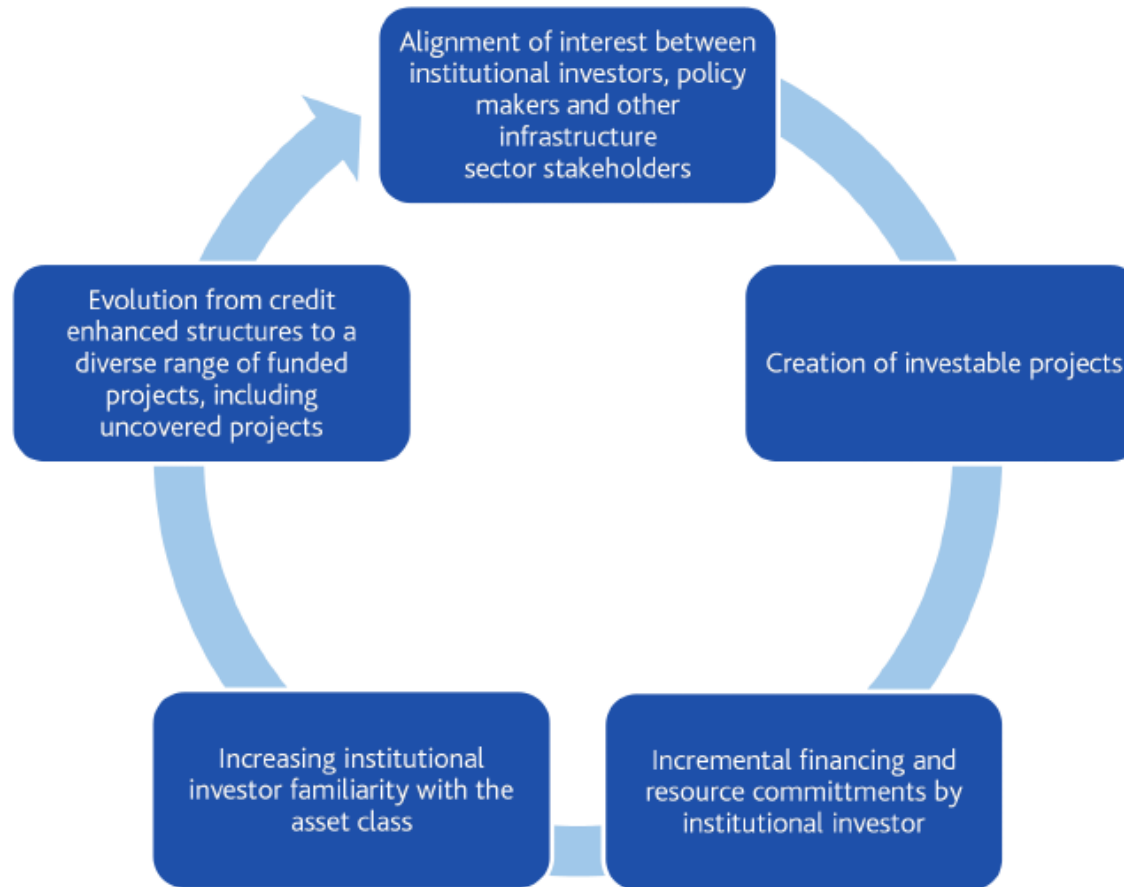 Alignment of interest between
institutional investors, policy
makers and other
infrastructure
sector stakeholders
Creation of investable projects
Incremental financing and
resource committments by
institutional investor
Increasing institutional
investor familiarity with the
asset class
Evolution from credit
enhanced structures to a
diverse range of funded
projects, including
uncovered projects